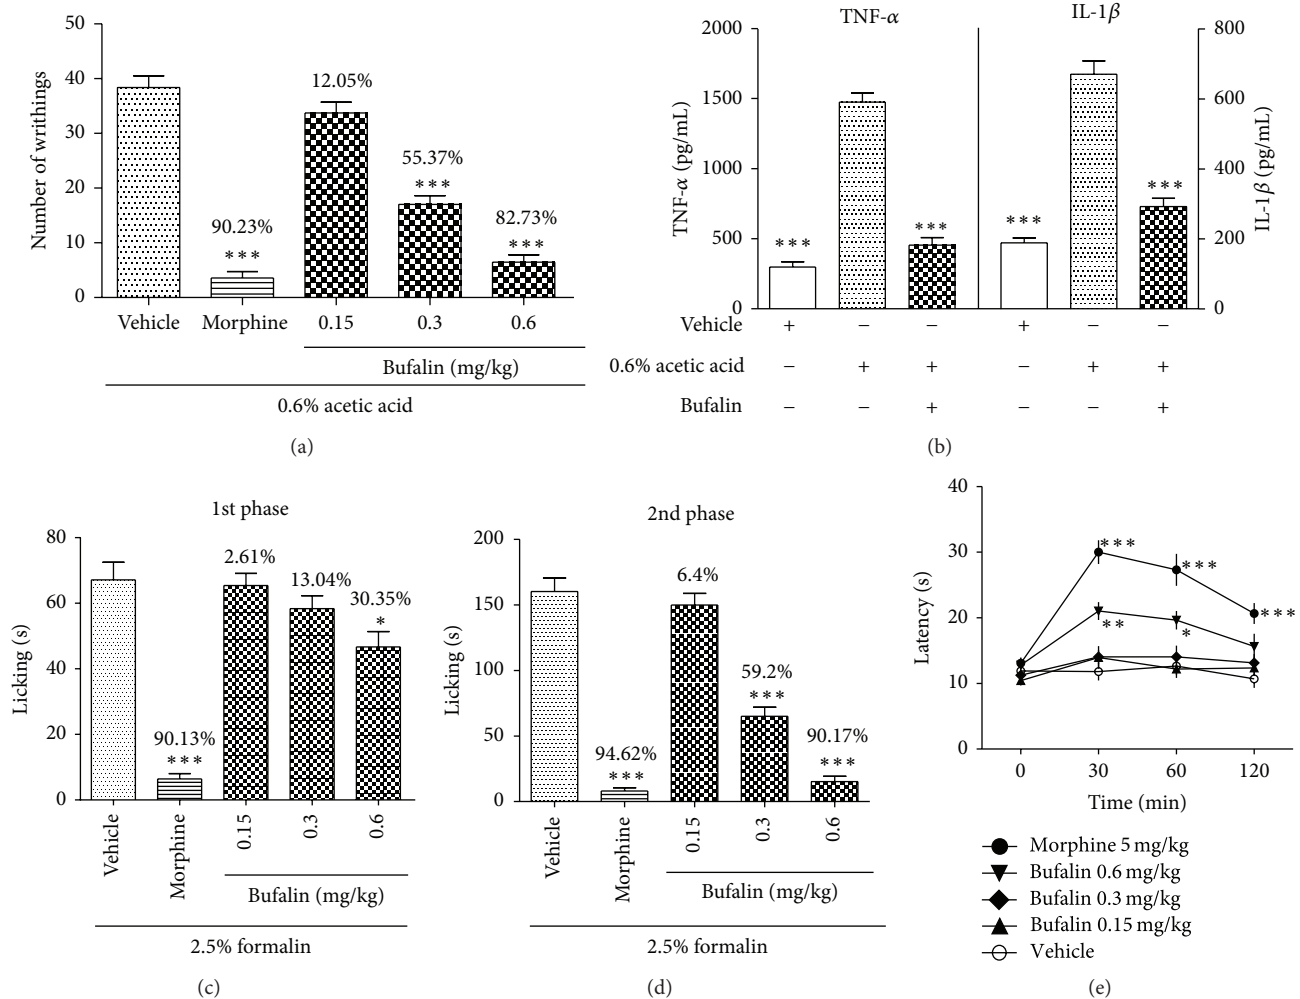 50
40
30
20
10
0
Number of writhings
12.05%
55.37%
***
90.23%
***
82.73%
***
Vehicle Morphine 0.15 0.3 0.6
Bufalin (mg/kg)
0.6% acetic acid
(a)
TNF-α IL-1β
2000
1500
1000
500
0
TNF-α (pg/mL)
800
600
400
200
0
IL-1β (pg/mL)
***
***
***
***
Vehicle + − − + − −
0.6% acetic acid − + + − + +
Bufalin − − + − − +
(b)
1st phase
80
60
40
20
0
Licking (s)
2.61%
13.04%
30.35%
*
90.13%
***
Vehicle Morphine 0.15 0.3 0.6
Bufalin (mg/kg)
2.5% formalin
(c)
2nd phase
200
150
100
50
0
Licking (s)
6.4%
59.2%
***
94.62%
***
90.17%
***
Vehicle Morphine 0.15 0.3 0.6
Bufalin (mg/kg)
2.5% formalin
(d)
40
30
20
10
0
Latency (s)
***
***
***
**
*
0 30 60 120
Time (min)
Morphine 5 mg/kg
Bufalin 0.6 mg/kg
Bufalin 0.3 mg/kg
Bufalin 0.15 mg/kg
Vehicle
(e)